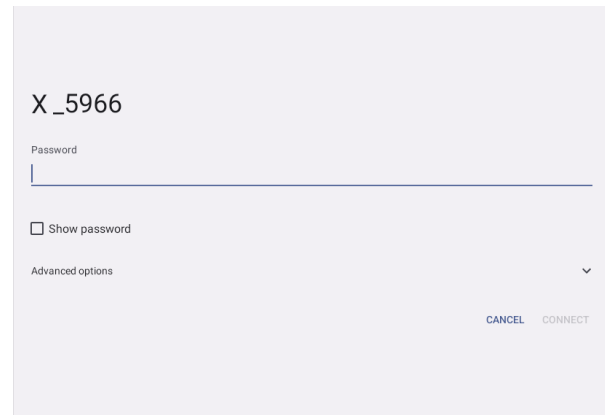 X _5966
Password
Show password
Advanced options
CANCEL CONNECT